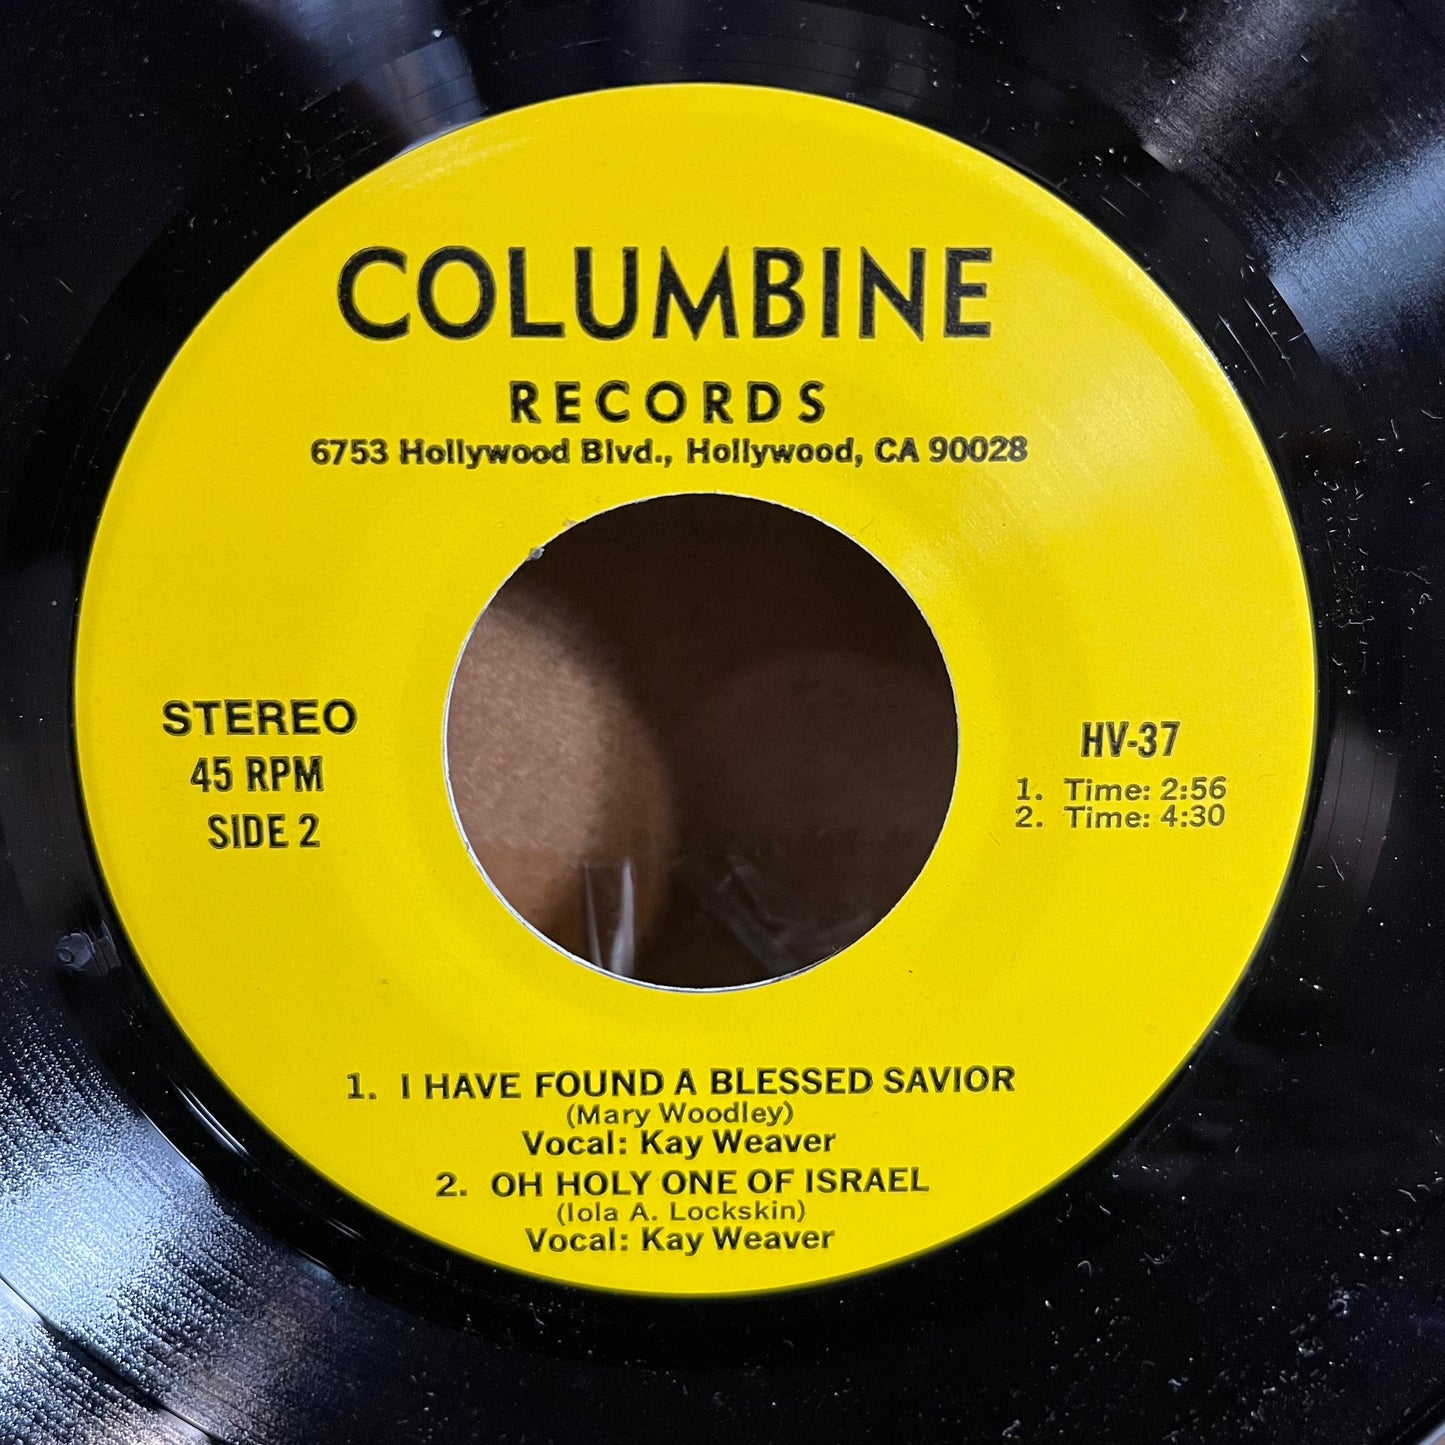 COLUMBINE
RECORDS
6753 Hollywood Blvd., Hollywood, CA 90028
STEREO
45 RPM
SIDE 2
HV-37
1. Time: 2:56
2. Time: 4:30
1. I HAVE FOUND A BLESSED SAVIOR
(Mary Woodley)
Vocal: Kay Weaver
2. OH HOLY ONE OF ISRAEL
(Iola A. Lockskin)
Vocal: Kay Weaver